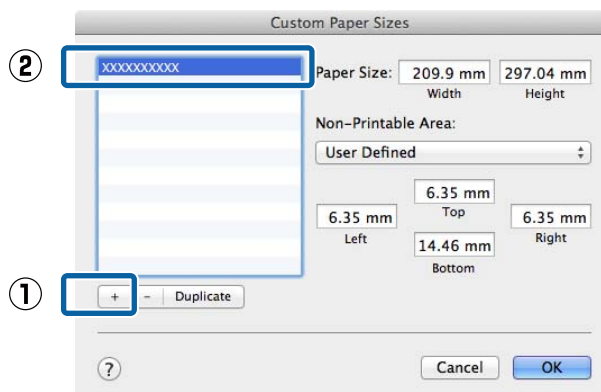 Custom Paper Sizes
② XXXXXXXXXX
Paper Size: 209.9 mm 297.04 mm
Width Height
Non-Printable Area:
User Defined
6.35 mm
Top
6.35 mm 6.35 mm
Left Right
14.46 mm
Bottom
① + - Duplicate
? Cancel OK